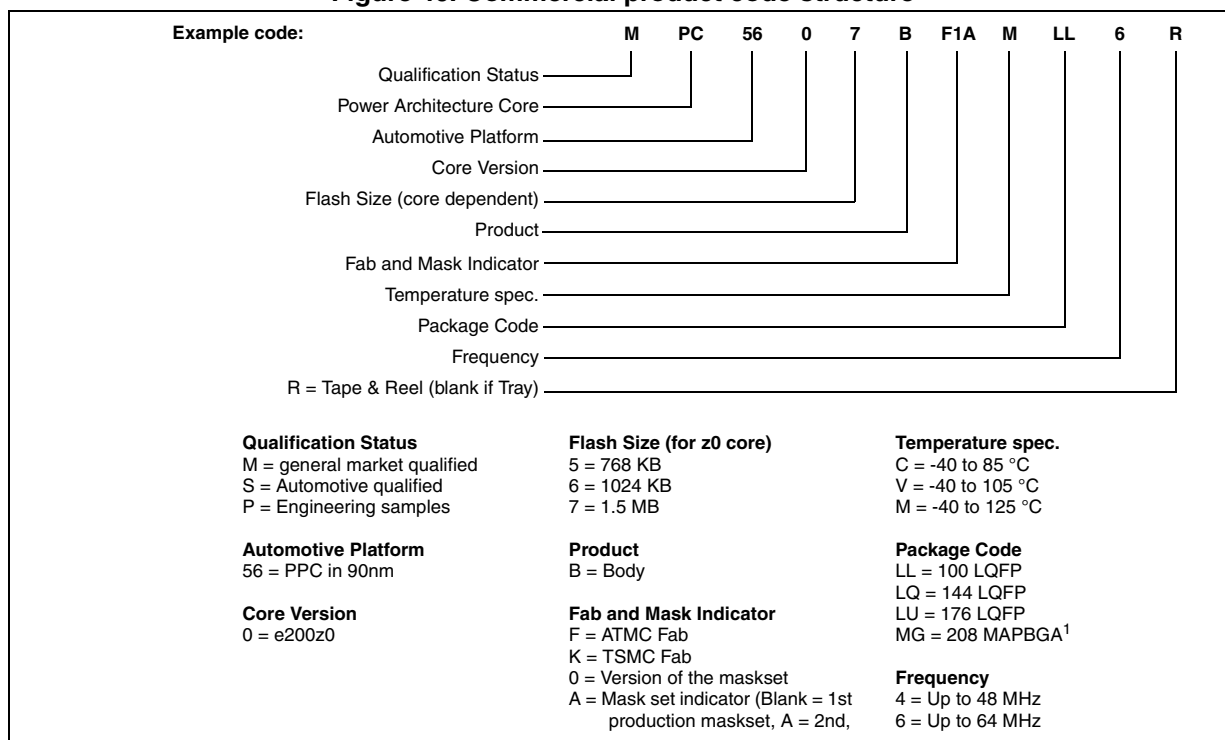 Figure 48. Commercial product code structure
Example code: M PC 56 0 7 B F1A M LL 6 R
Qualification Status
Power Architecture Core
Automotive Platform
Core Version
Flash Size (core dependent)
Product
Fab and Mask Indicator
Temperature spec.
Package Code
Frequency
R = Tape & Reel (blank if Tray)
Qualification Status
M = general market qualified
S = Automotive qualified
P = Engineering samples
Automotive Platform
56 = PPC in 90nm
Core Version
0 = e200z0
Flash Size (for z0 core)
5 = 768 KB
6 = 1024 KB
7 = 1.5 MB
Product
B = Body
Fab and Mask Indicator
F = ATMC Fab
K = TSMC Fab
0 = Version of the maskset
A = Mask set indicator (Blank = 1st
production maskset, A = 2nd,
Temperature spec.
C = -40 to 85 °C
V = -40 to 105 °C
M = -40 to 125 °C
Package Code
LL = 100 LQFP
LQ = 144 LQFP
LU = 176 LQFP
MG = 208 MAPBGA1
Frequency
4 = Up to 48 MHz
6 = Up to 64 MHz